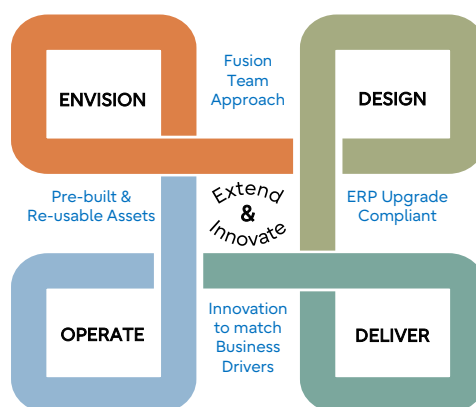 Fusion
Team
Approach
ENVISION
DESIGN
Pre-built &
Re-usable Assets
Extend
&
Innovate
ERP Upgrade
Compliant
OPERATE
Innovation
to match
Business
Drivers
DELIVER